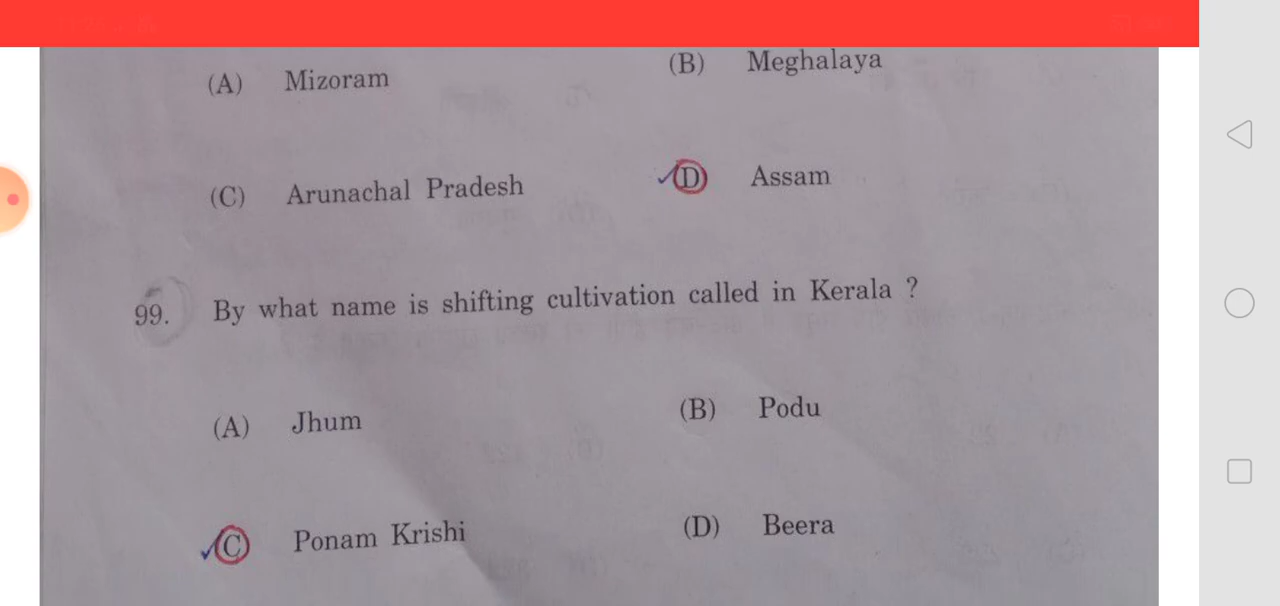 (A) Mizoram (B) Meghalaya
(C) Arunachal Pradesh (D) Assam
99. By what name is shifting cultivation called in Kerala ?
(A) Jhum (B) Podu
(C) Ponam Krishi (D) Beera